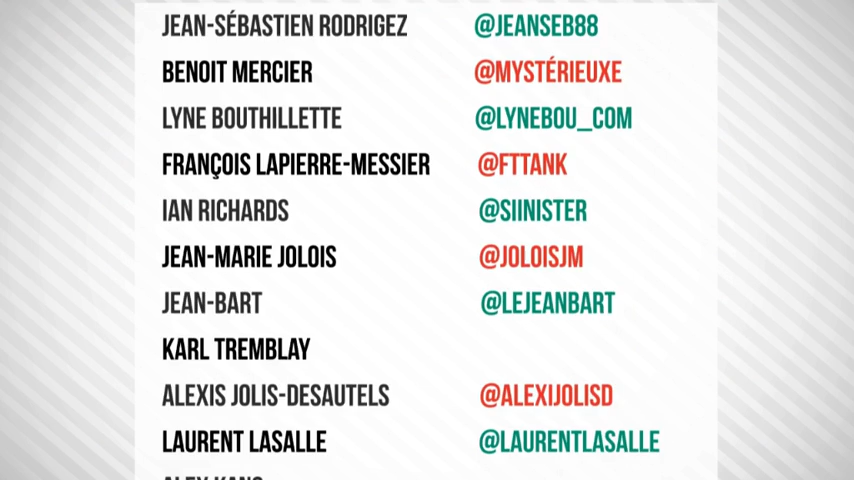 JEAN-SÉBASTIEN RODRIGEZ @JEANSEB88
BENOIT MERCIER @MYSTÉRIEUXE
LYNE BOUTHILLETTE @LYNEBOU_COM
FRANÇOIS LAPIERRE-MESSIER @FTTANK
IAN RICHARDS @SIINISTER
JEAN-MARIE JOLOIS @JOLOISJM
JEAN-BART @LEJEANBART
KARL TREMBLAY
ALEXIS JOLIS-DESAUTELS @ALEXIJOLISD
LAURENT LASALLE @LAURENTLASALLE